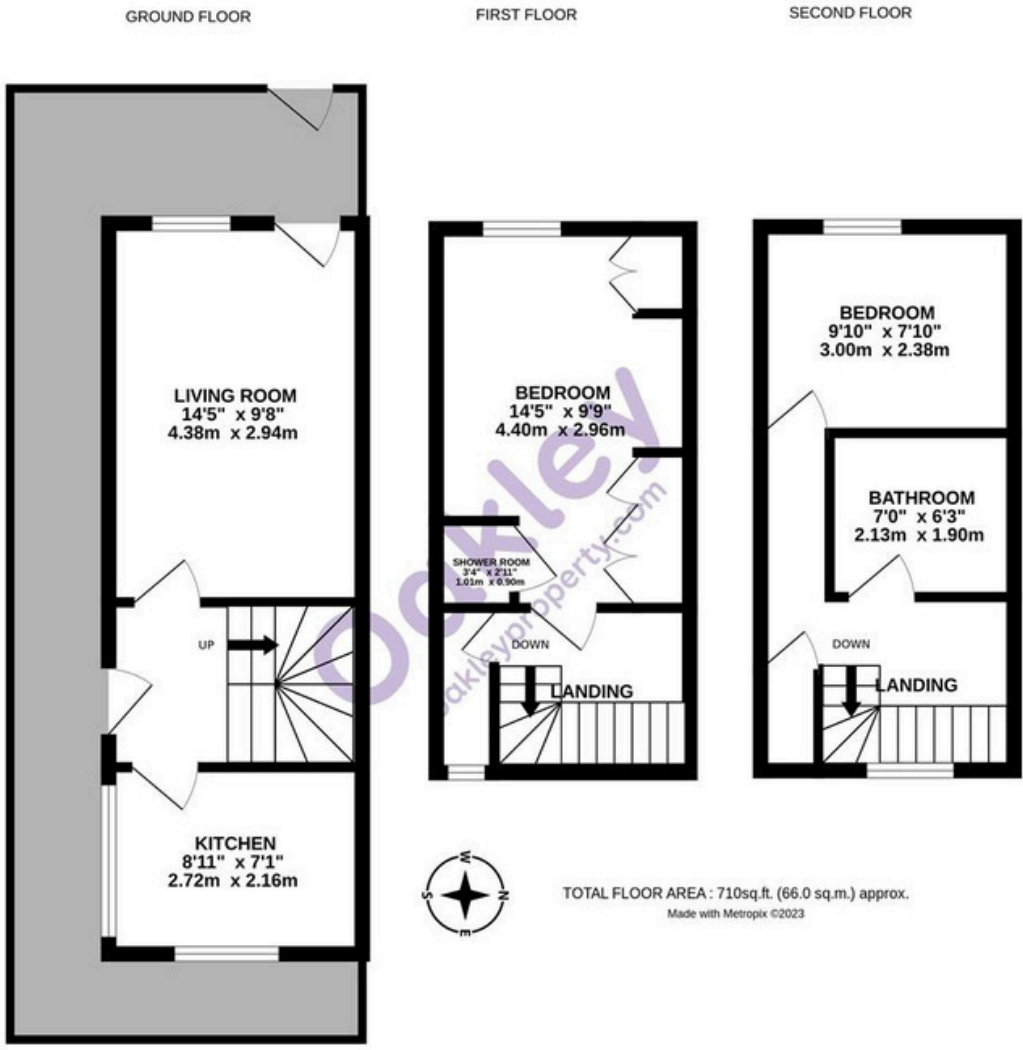 GROUND FLOOR
FIRST FLOOR
SECOND FLOOR
LIVING ROOM
14'5" x 9'8"
4.38m x 2.94m
UP
KITCHEN
8'11" x 7'1"
2.72m x 2.16m
BEDROOM
14'5" x 9'9"
4.40m x 2.96m
SHOWER ROOM
3'4" x 2'11"
1.01m x 0.90m
DOWN
LANDING
BEDROOM
9'10" x 7'10"
3.00m x 2.38m
BATHROOM
7'0" x 6'3"
2.13m x 1.90m
DOWN
LANDING
Oakley
oakleyproperty.com
W
N
S
E
TOTAL FLOOR AREA : 710sq.ft. (66.0 sq.m.) approx.
Made with Metropix ©2023